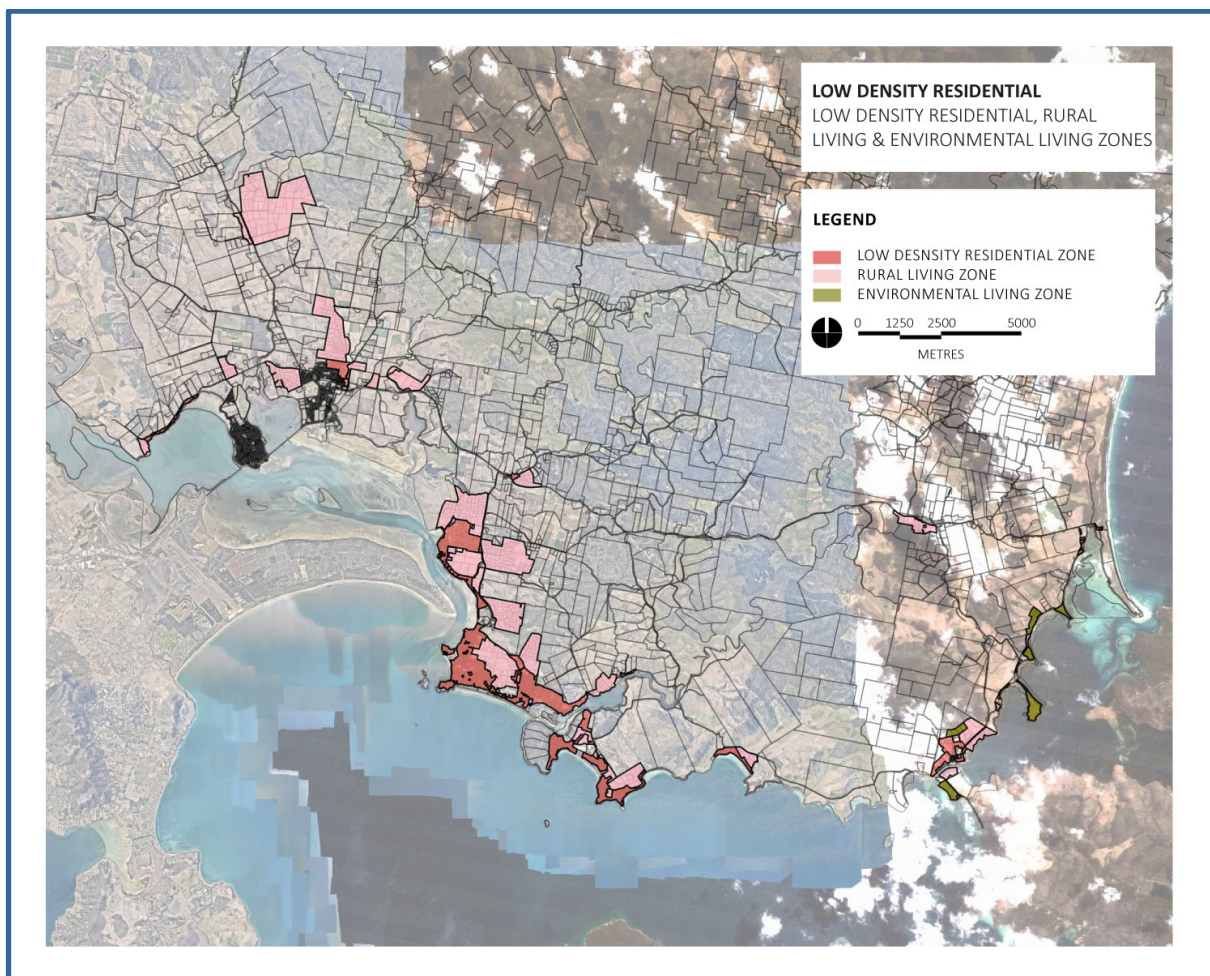 LOW DENSITY RESIDENTIAL
LOW DENSITY RESIDENTIAL, RURAL
LIVING & ENVIRONMENTAL LIVING ZONES
LEGEND
LOW DESNSITY RESIDENTIAL ZONE
RURAL LIVING ZONE
ENVIRONMENTAL LIVING ZONE
0 1250 2500 5000
METRES